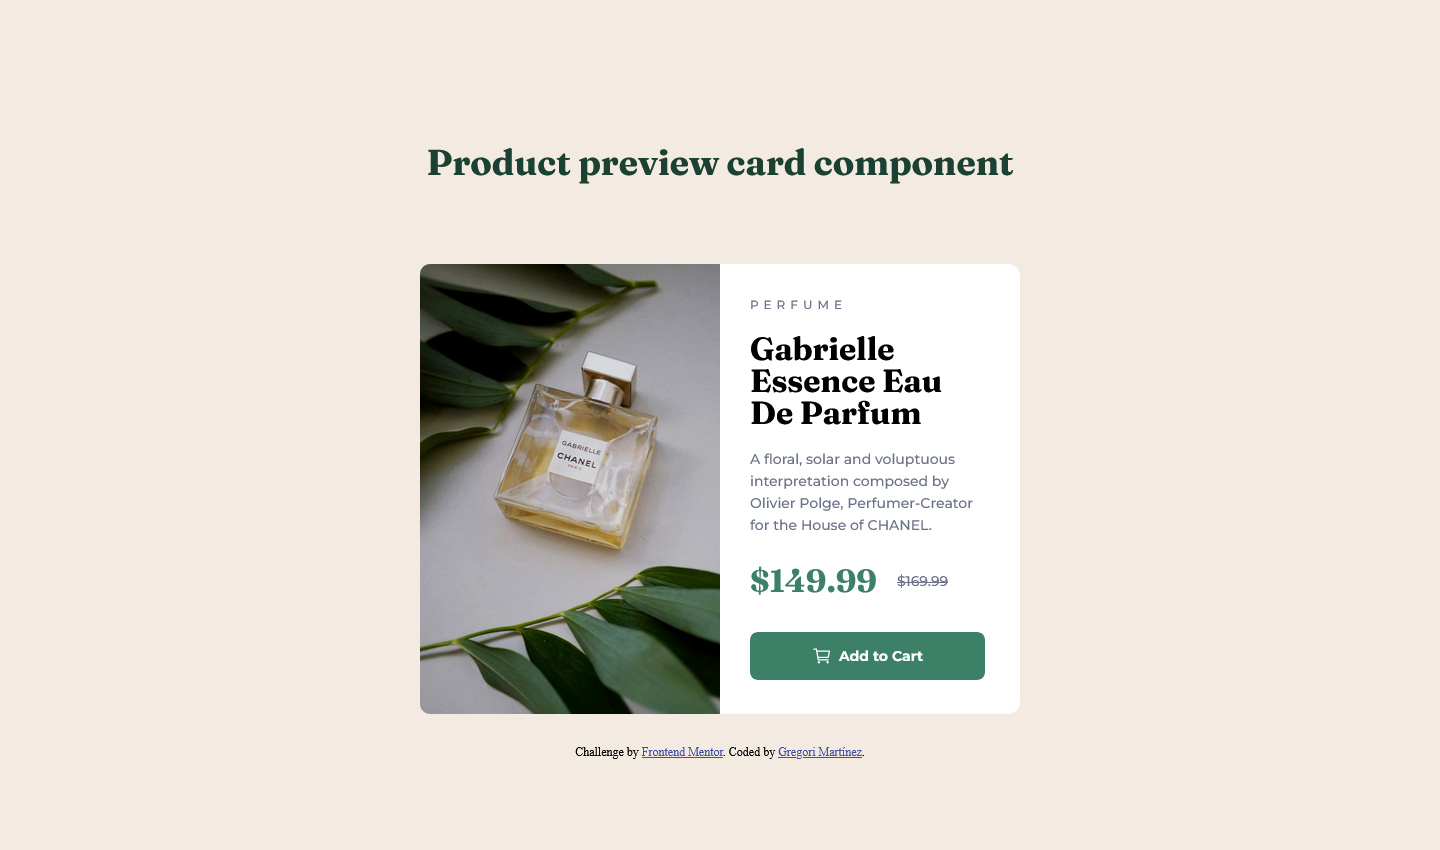 Product preview card component
GABRIELLE
CHANEL
PARIS
PERFUME
Gabrielle
Essence Eau
De Parfum
A floral, solar and voluptuous
interpretation composed by
Olivier Polge, Perfumer-Creator
for the House of CHANEL.
$149.99 $169.99
Add to Cart
Challenge by Frontend Mentor. Coded by Gregori Martínez.